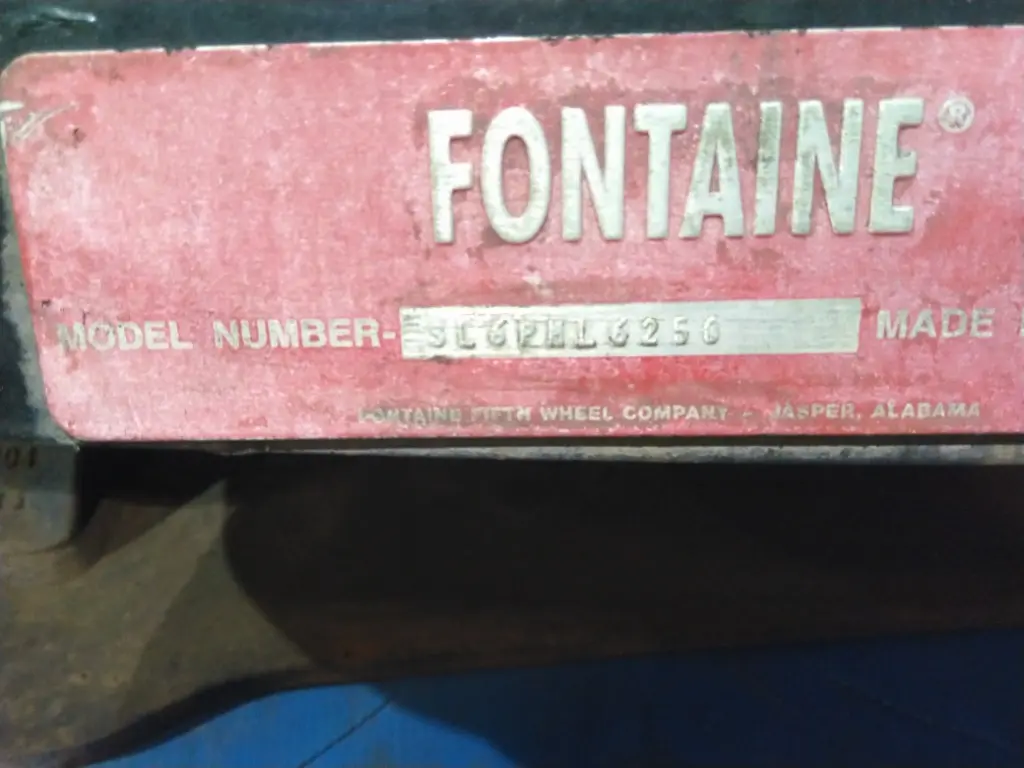 FONTAINE®
MODEL NUMBER- SL6PHL6250 MADE
FONTAINE FIFTH WHEEL COMPANY - JASPER, ALABAMA